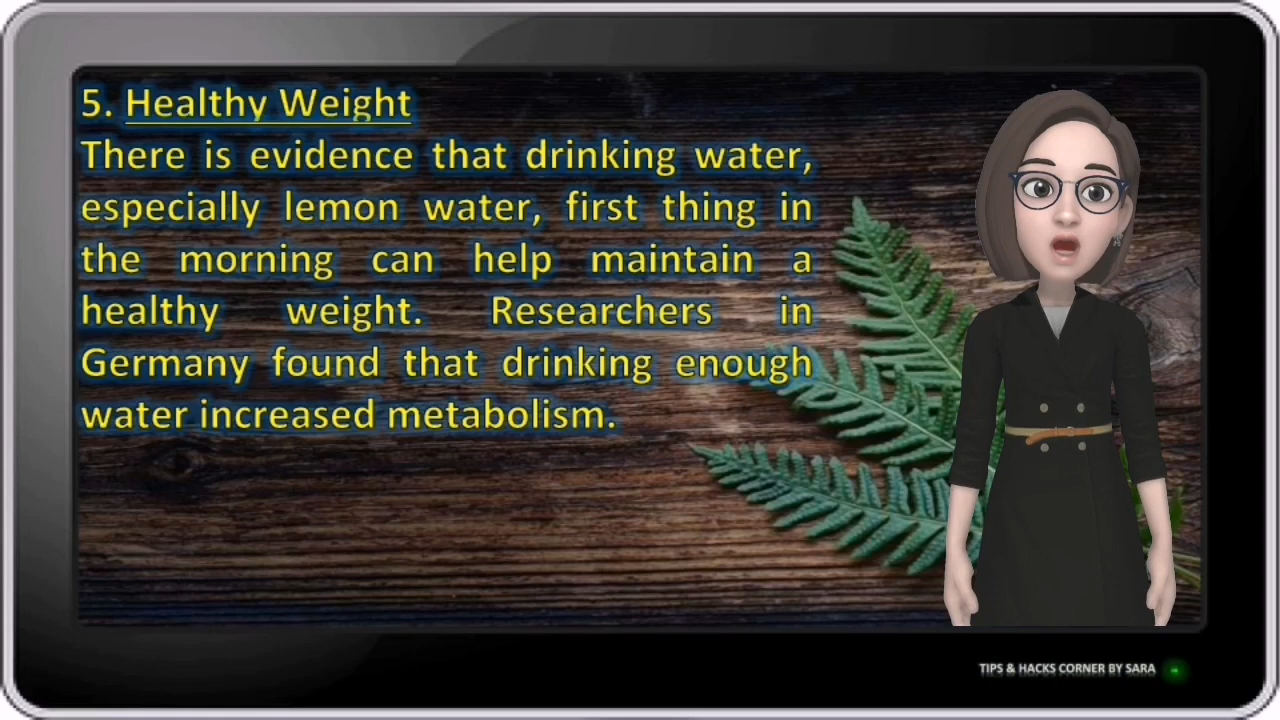 5. Healthy Weight
There is evidence that drinking water,
especially lemon water, first thing in
the morning can help maintain a
healthy weight. Researchers in
Germany found that drinking enough
water increased metabolism.
TIPS & HACKS CORNER BY SARA